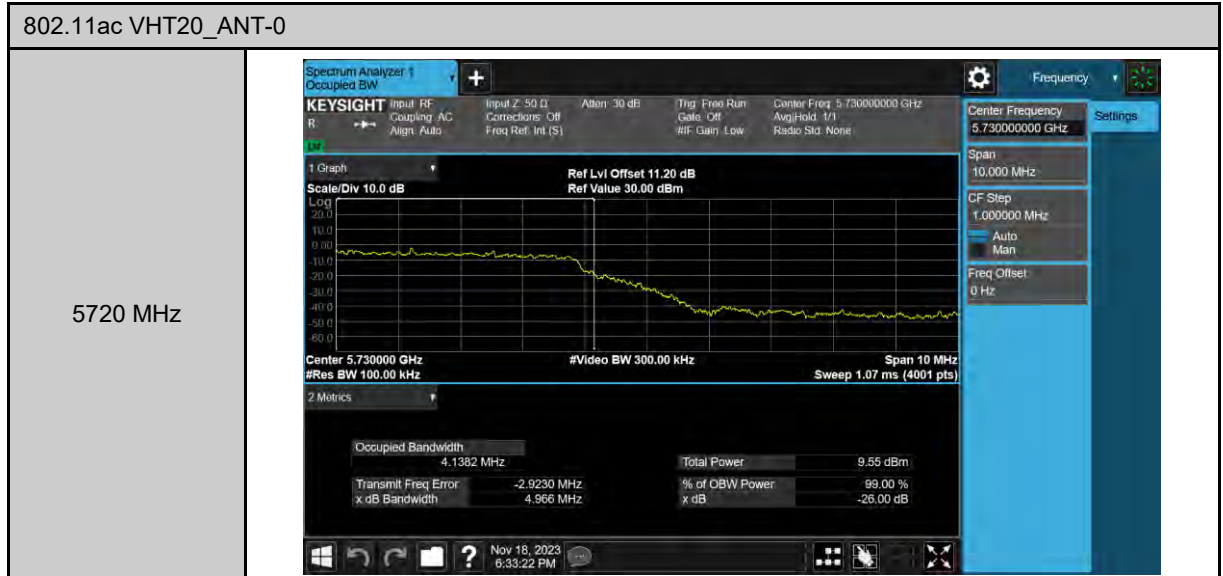 802.11ac VHT20_ANT-0
5720 MHz
Spectrum Analyzer 1
Occupied BW
Frequency
KEYSIGHT
R
Input: RF
Coupling: AC
Align: Auto
Input Z: 50 Ω
Corrections: Off
Freq Ref: Int (S)
Atten: 30 dB
Trig: Free Run
Gate: Off
#IF Gain: Low
Center Freq: 5.730000000 GHz
Avg|Hold: 1/1
Radio Std: None
1 Graph
Scale/Div 10.0 dB
Ref Lvl Offset 11.20 dB
Ref Value 30.00 dBm
Log
20.0
10.0
0.00
-10.0
-20.0
-30.0
-40.0
-50.0
-60.0
Center 5.730000 GHz
#Res BW 100.00 kHz
#Video BW 300.00 kHz
Span 10 MHz
Sweep 1.07 ms (4001 pts)
2 Metrics
Occupied Bandwidth
4.1382 MHz
Transmit Freq Error -2.9230 MHz
x dB Bandwidth 4.966 MHz
Total Power 9.55 dBm
% of OBW Power 99.00 %
x dB -26.00 dB
Center Frequency
5.730000000 GHz
Settings
Span
10.000 MHz
CF Step
1.000000 MHz
Auto
Man
Freq Offset
0 Hz
?
Nov 18, 2023
6:33:22 PM